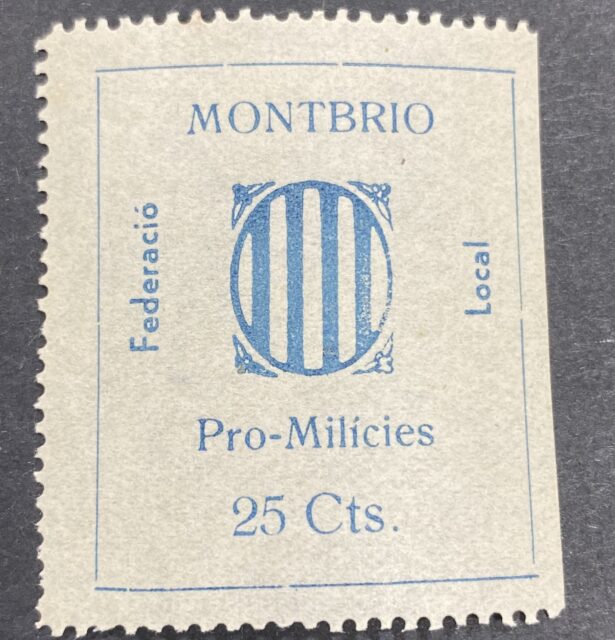 MONTBRIO
Federació
Local
Pro-Milícies
25 Cts.